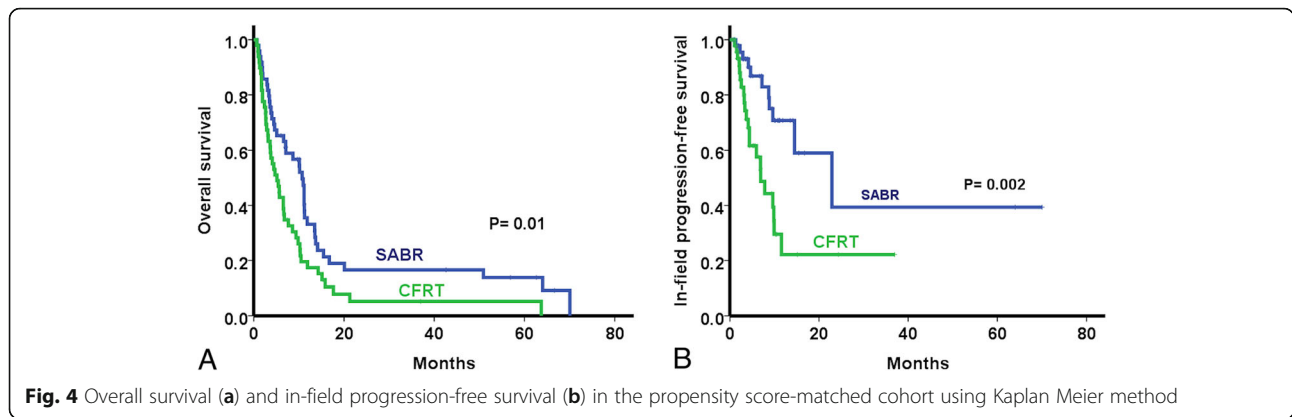 Overall survival
1.0
0.8
0.6
0.4
0.2
0.0
0
20
40
60
80
Months
SABR
CFRT
P= 0.01
A
In-field progression-free survival
1.0
0.8
0.6
0.4
0.2
0.0
0
20
40
60
80
Months
SABR
CFRT
P= 0.002
B
Fig. 4 Overall survival (a) and in-field progression-free survival (b) in the propensity score-matched cohort using Kaplan Meier method